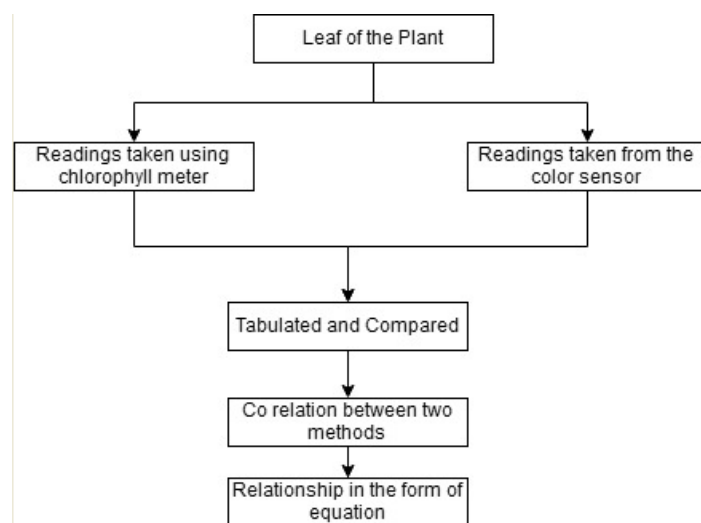 Leaf of the Plant
Readings taken using
chlorophyll meter
Readings taken from the
color sensor
Tabulated and Compared
Co relation between two
methods
Relationship in the form of
equation